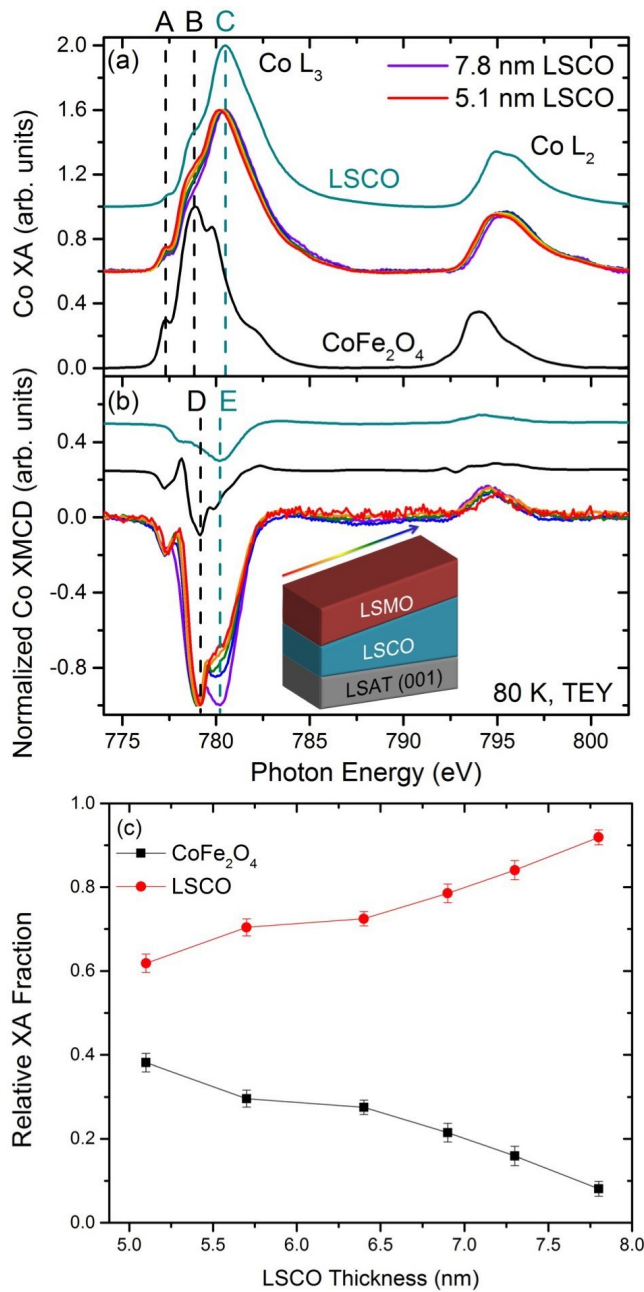 A B C
(a)
Co L₃
7.8 nm LSCO
5.1 nm LSCO
Co L₂
LSCO
CoFe₂O₄
2.0
1.6
1.2
0.8
0.4
0.0
Co XA (arb. units)
(b)
D E
0.4
0.0
-0.4
-0.8
Normalized Co XMCD (arb. units)
LSMO
LSCO
LSAT (001)
80 K, TEY
775 780 785 790 795 800
Photon Energy (eV)
(c)
CoFe₂O₄
LSCO
1.0
0.8
0.6
0.4
0.2
0.0
Relative XA Fraction
5.0 5.5 6.0 6.5 7.0 7.5 8.0
LSCO Thickness (nm)